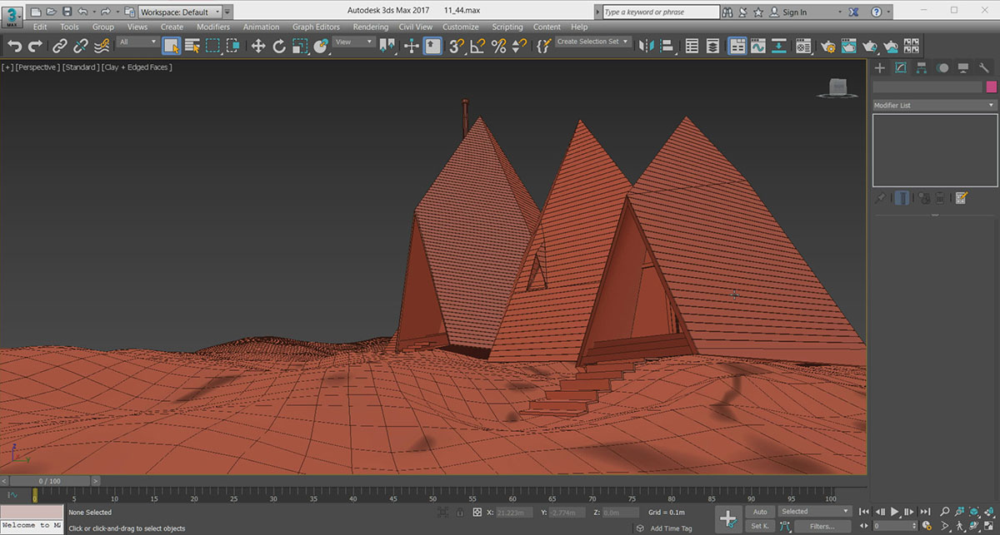 3
MAX
Workspace: Default
Autodesk 3ds Max 2017 11_44.max
Type a keyword or phrase
Sign In
Edit Tools Group Views Create Modifiers Animation Graph Editors Rendering Civil View Customize Scripting Content Help
All
View
Create Selection Set
[+] [Perspective ] [Standard ] [Clay + Edged Faces ]
Modifier List
z
y
< 0 / 100 >
0 5 10 15 20 25 30 35 40 45 50 55 60 65 70 75 80 85 90 95 100
None Selected
X: 21.223m Y: -2.774m Z: 0.0m Grid = 0.1m
Auto Selected
Welcome to M
Click or click-and-drag to select objects
Add Time Tag
Set K. Filters...
0